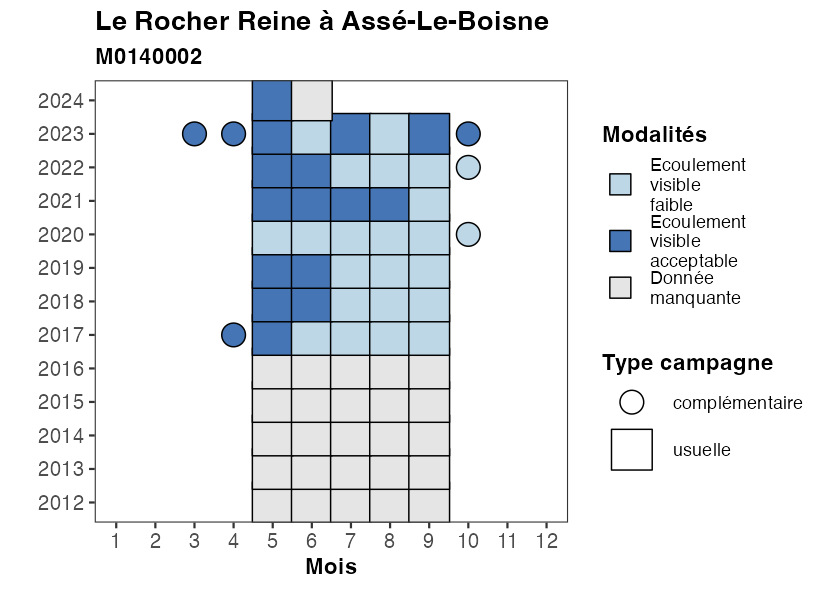 Le Rocher Reine à Assé-Le-Boisne
M0140002
2024
2023
2022
2021
2020
2019
2018
2017
2016
2015
2014
2013
2012
1 2 3 4 5 6 7 8 9 10 11 12
Mois
Modalités
Ecoulement
visible
faible
Ecoulement
visible
acceptable
Donnée
manquante
Type campagne
complémentaire
usuelle